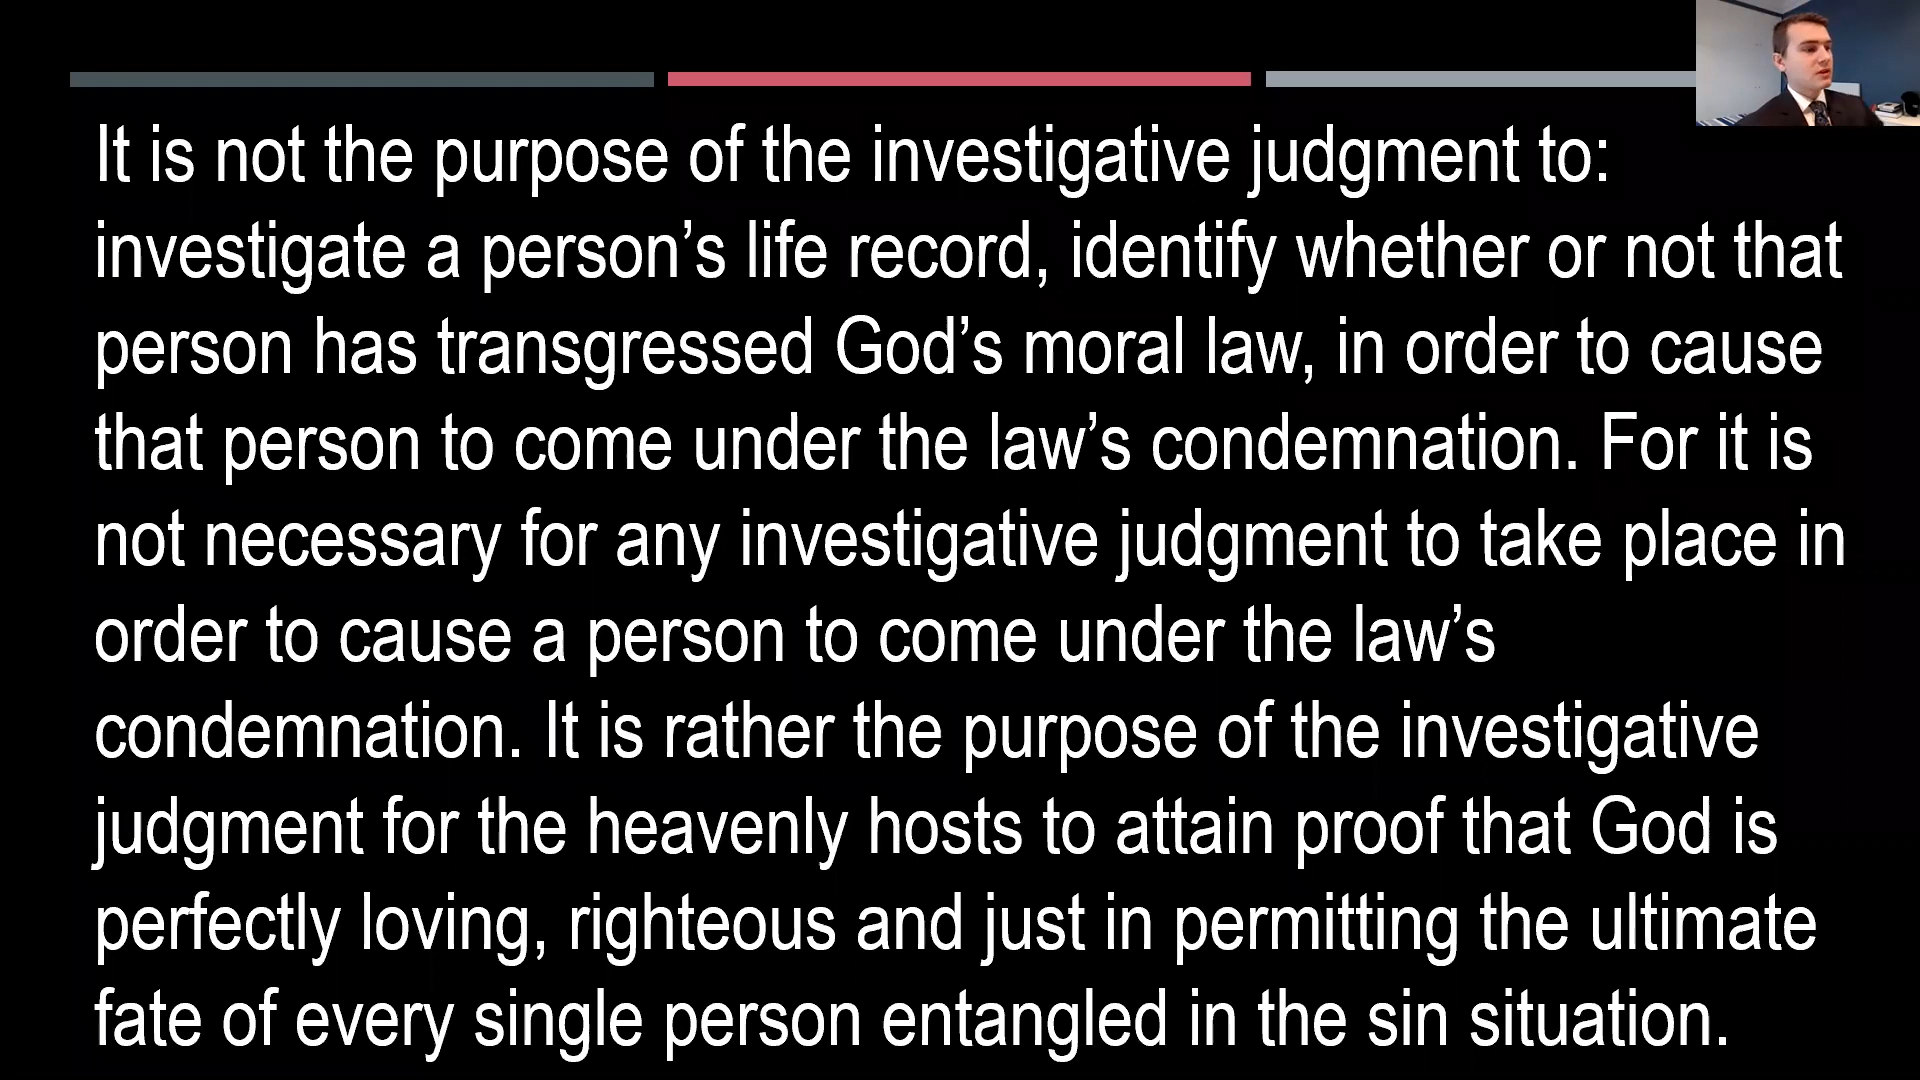 It is not the purpose of the investigative judgment to:
investigate a person’s life record, identify whether or not that
person has transgressed God’s moral law, in order to cause
that person to come under the law’s condemnation. For it is
not necessary for any investigative judgment to take place in
order to cause a person to come under the law’s
condemnation. It is rather the purpose of the investigative
judgment for the heavenly hosts to attain proof that God is
perfectly loving, righteous and just in permitting the ultimate
fate of every single person entangled in the sin situation.